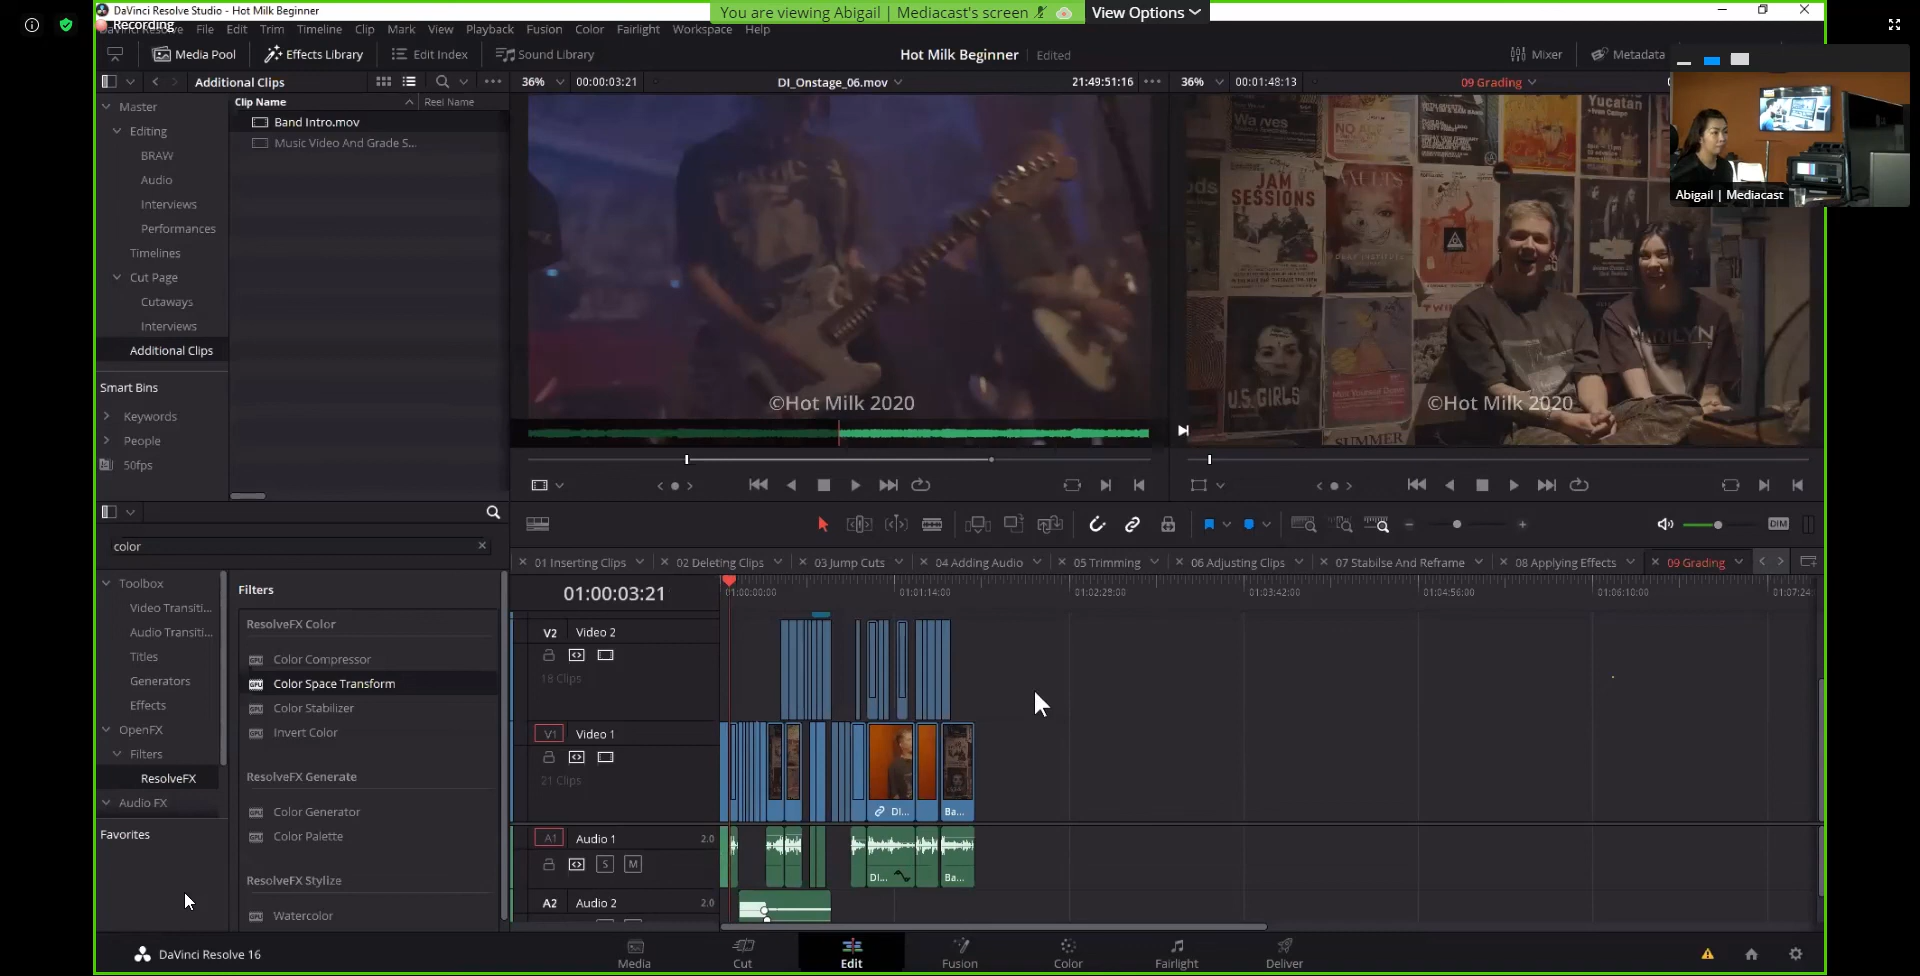 DaVinci Resolve Studio - Hot Milk Beginner
You are viewing Abigail | Mediacast's screen
View Options
Recording
File Edit Trim Timeline Clip Mark View Playback Fusion Color Fairlight Workspace Help
Media Pool
Effects Library
Edit Index
Sound Library
Hot Milk Beginner
Edited
Mixer
Metadata
Additional Clips
36%
00:00:03:21
DI_Onstage_06.mov
21:49:51:16
36%
00:01:48:13
09 Grading
Master
Editing
BRAW
Audio
Interviews
Performances
Timelines
Cut Page
Cutaways
Interviews
Additional Clips
Smart Bins
Keywords
People
50fps
Clip Name
Reel Name
Band Intro.mov
Music Video And Grade S...
©Hot Milk 2020
©Hot Milk 2020
Yucatan
JAM
SESSIONS
VAULTS
U.S. GIRLS
SUMMER
Abigail | Mediacast
color
Toolbox
Video Transiti...
Audio Transiti...
Titles
Generators
Effects
OpenFX
Filters
ResolveFX
Audio FX
Favorites
Filters
ResolveFX Color
Color Compressor
Color Space Transform
Color Stabilizer
Invert Color
ResolveFX Generate
Color Generator
Color Palette
ResolveFX Stylize
Watercolor
DIM
01 Inserting Clips
02 Deleting Clips
03 Jump Cuts
04 Adding Audio
05 Trimming
06 Adjusting Clips
07 Stabilse And Reframe
08 Applying Effects
09 Grading
01:00:03:21
01:00:00:00
01:01:14:00
01:02:28:00
01:03:42:00
01:04:56:00
01:06:10:00
01:07:24:
V2 Video 2
18 Clips
V1 Video 1
21 Clips
DI...
Ba...
A1 Audio 1 2.0
S M
DI...
Ba...
A2 Audio 2 2.0
DaVinci Resolve 16
Media
Cut
Edit
Fusion
Color
Fairlight
Deliver